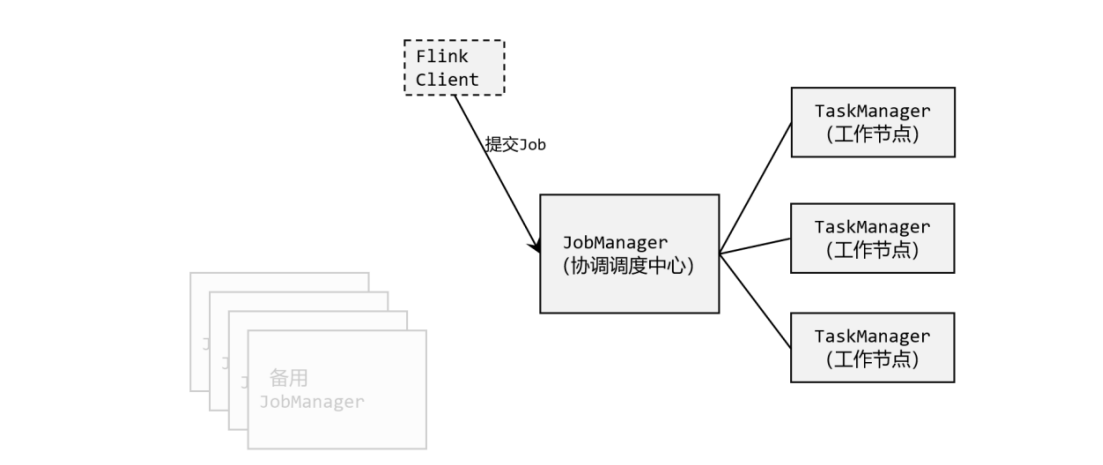 Flink
Client
提交Job
TaskManager
(工作节点)
JobManager
(协调调度中心)
TaskManager
(工作节点)
TaskManager
(工作节点)
J
J
J
备用
JobManager